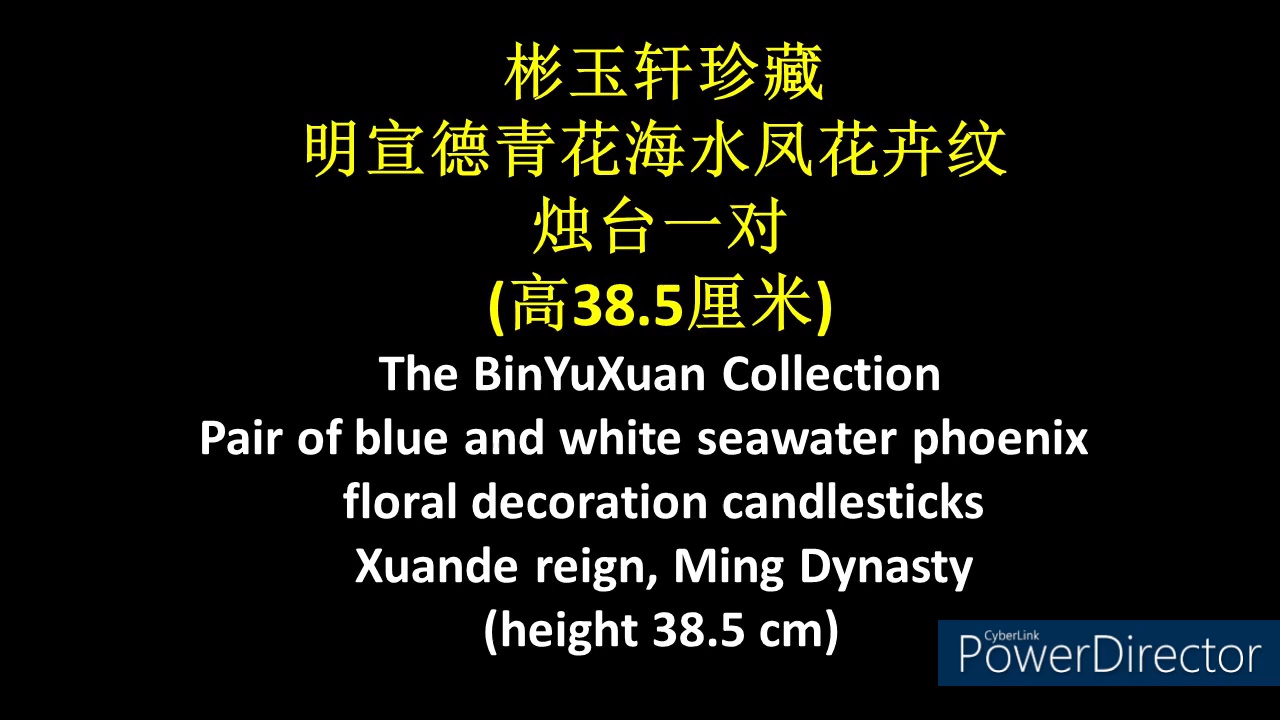 彬玉轩珍藏
明宣德青花海水凤花卉纹
烛台一对
(高38.5厘米)
The BinYuXuan Collection
Pair of blue and white seawater phoenix
floral decoration candlesticks
Xuande reign, Ming Dynasty
(height 38.5 cm)
CyberLink
PowerDirector